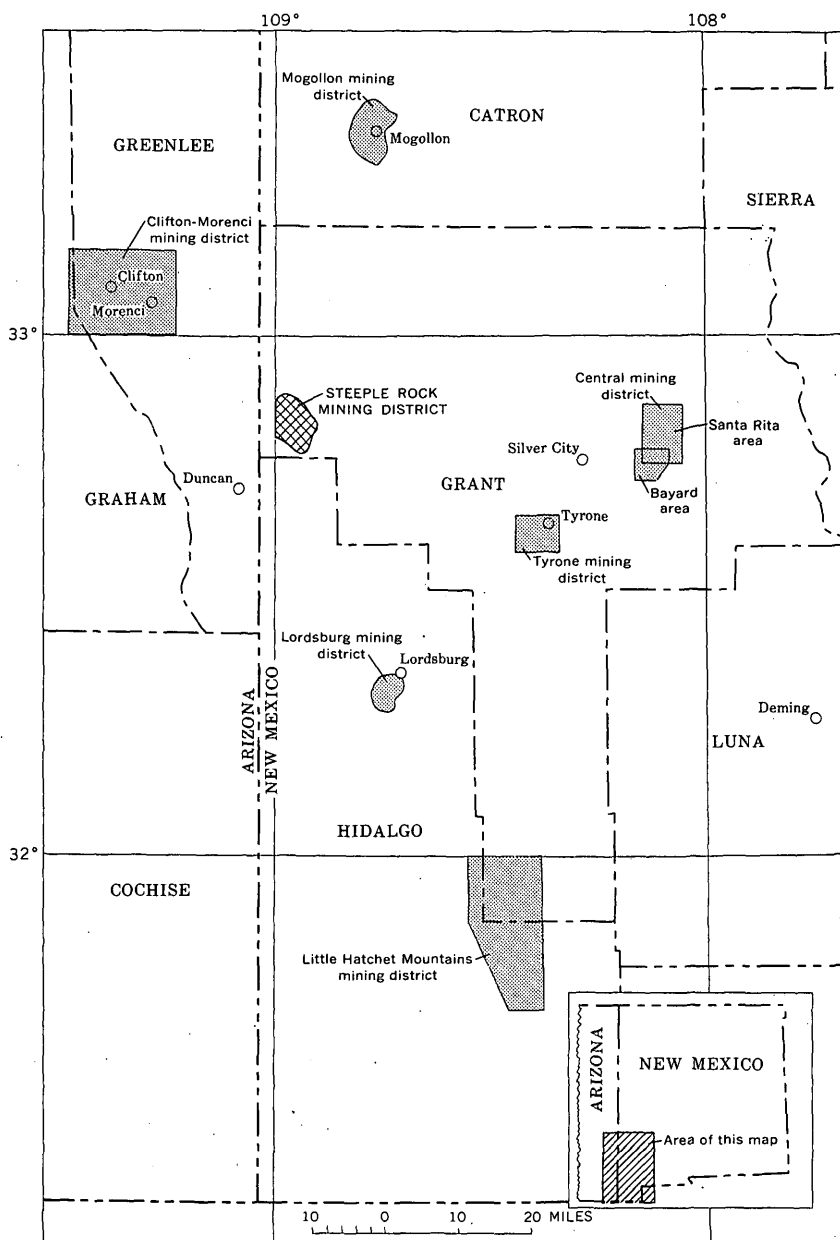 109°
108°
Mogollon mining
district
Mogollon
CATRON
GREENLEE
SIERRA
Clifton-Morenci
mining district
Clifton
Morenci
33°
STEEPLE ROCK
MINING DISTRICT
Central mining
district
Santa Rita
area
Silver City
Duncan
GRAHAM
GRANT
Bayard
area
Tyrone
Tyrone mining
district
Lordsburg mining
district
Lordsburg
ARIZONA
NEW MEXICO
Deming
LUNA
HIDALGO
32°
COCHISE
Little Hatchet Mountains
mining district
ARIZONA
NEW MEXICO
Area of this map
10 0 10 20 MILES